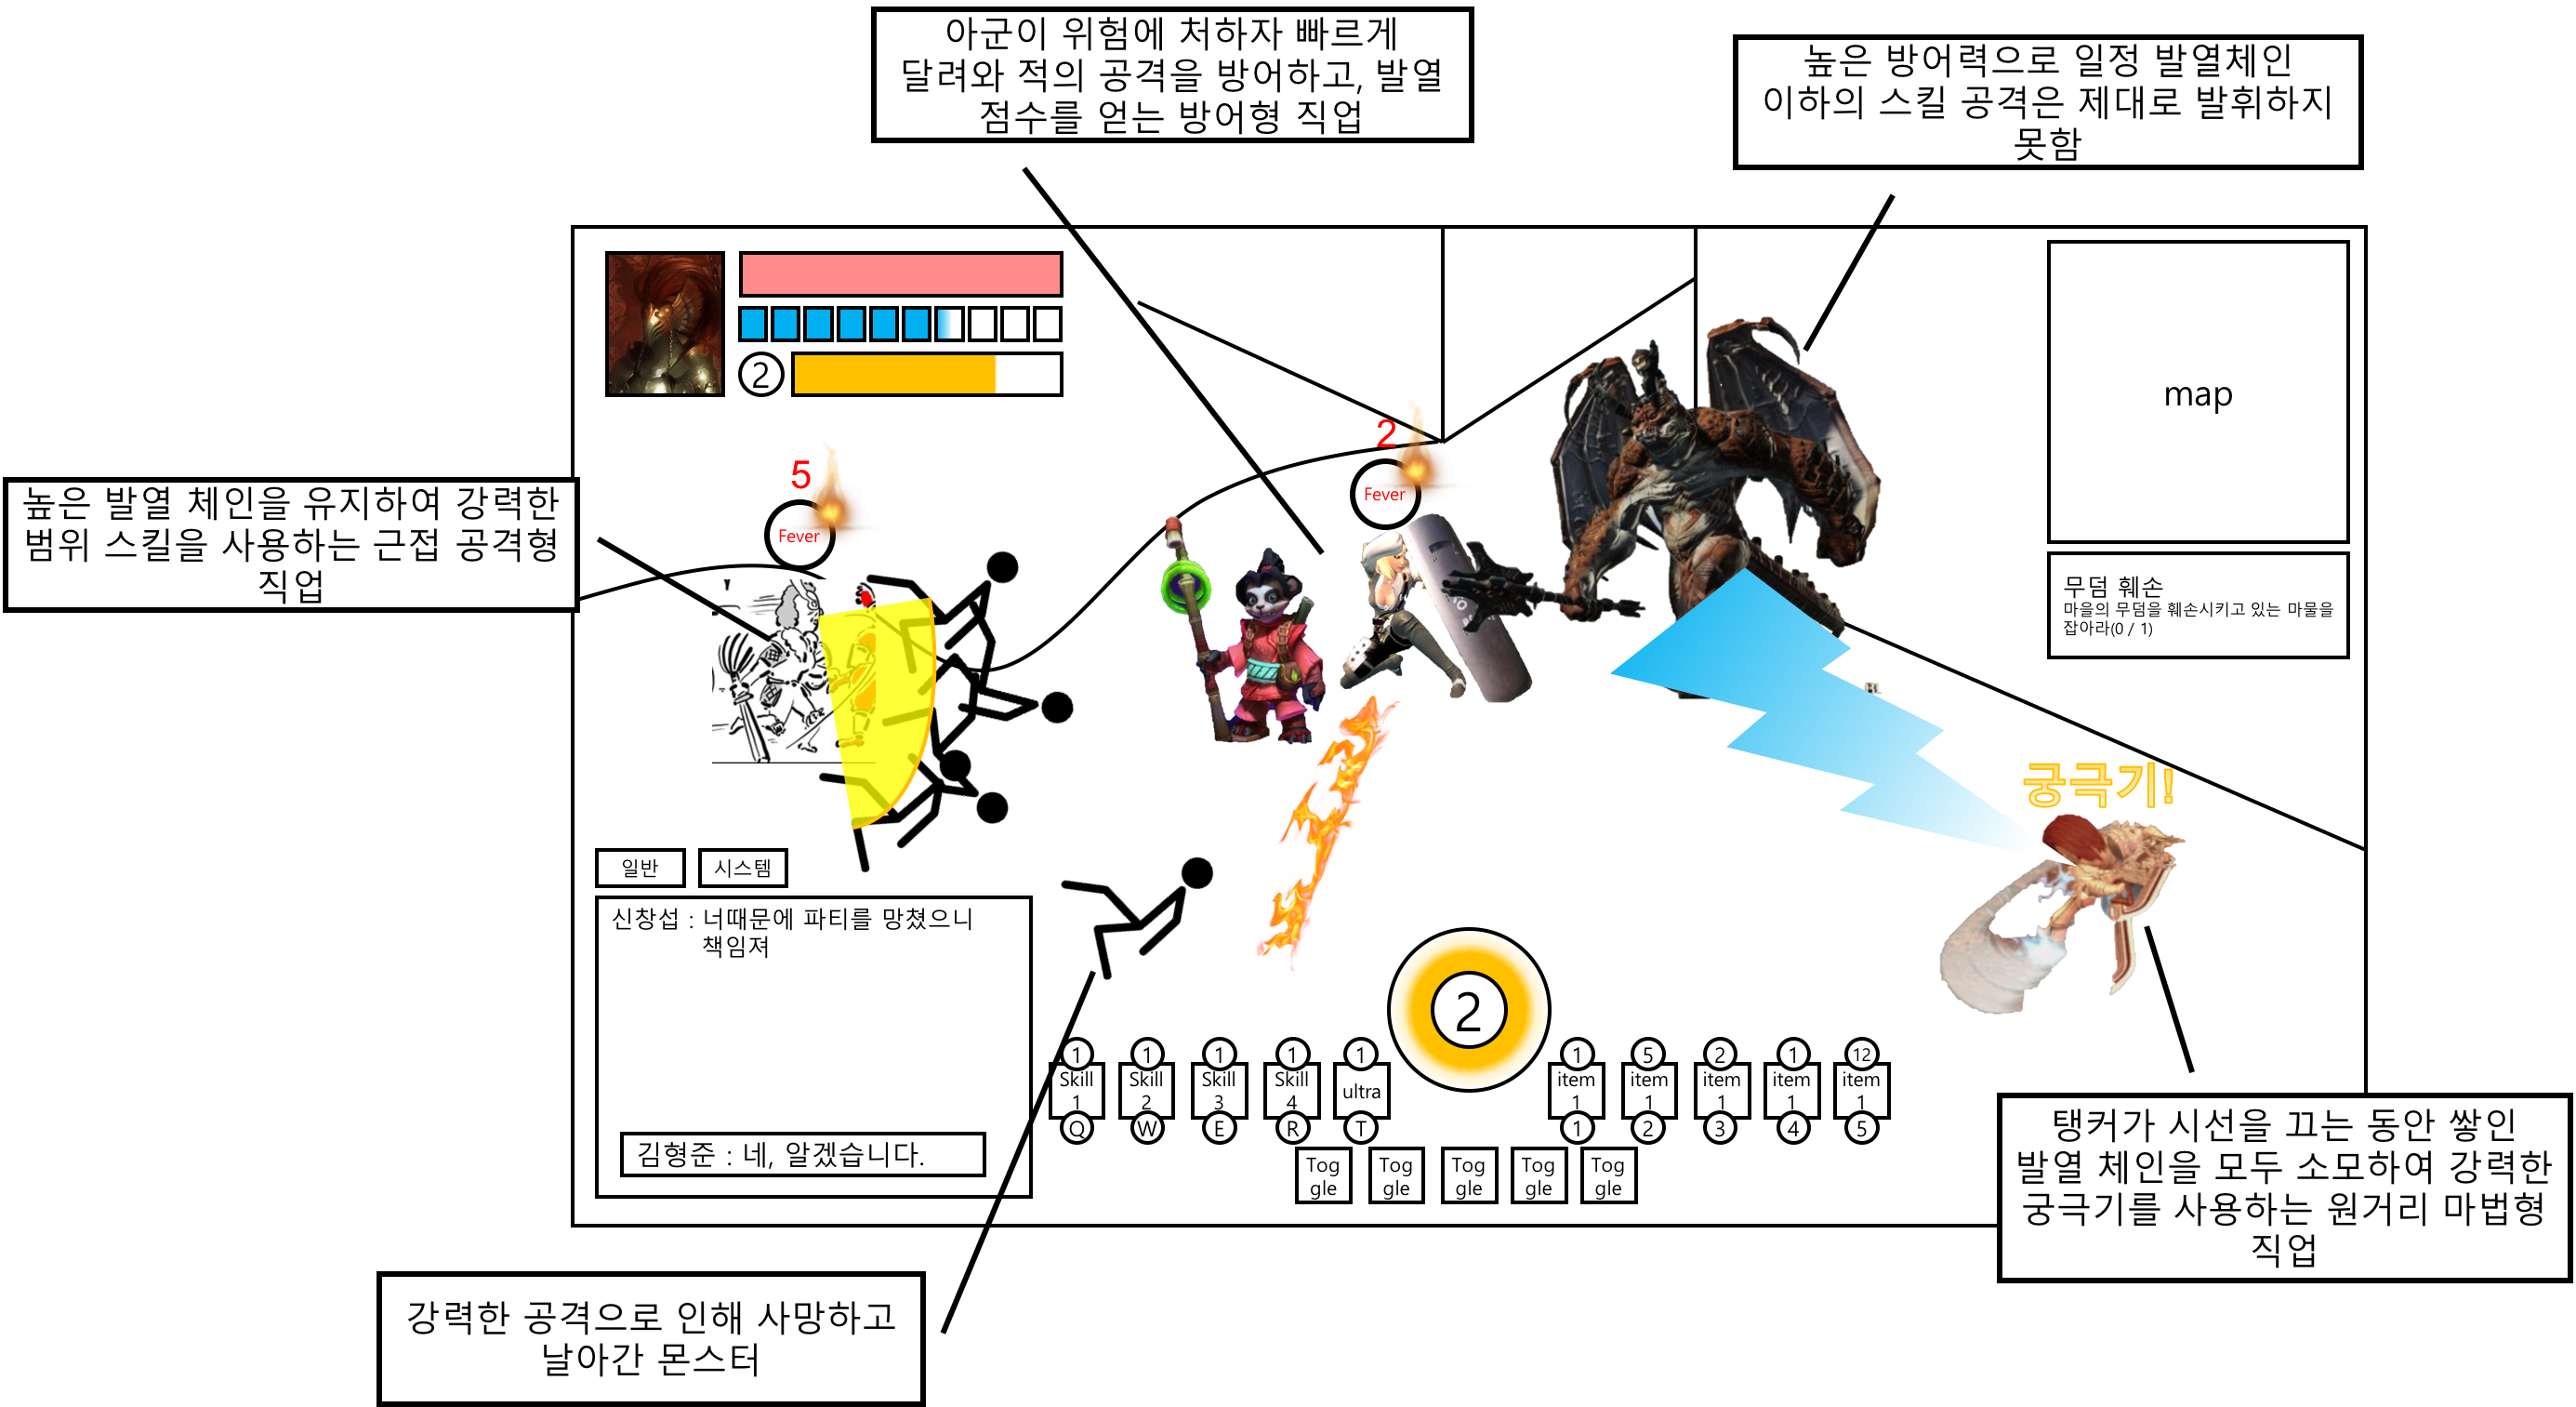 아군이 위험에 처하자 빠르게
달려와 적의 공격을 방어하고, 발열
점수를 얻는 방어형 직업
높은 방어력으로 일정 발열체인
이하의 스킬 공격은 제대로 발휘하지
못함
2
map
무덤 훼손
마을의 무덤을 훼손시키고 있는 마물을
잡아라(0 / 1)
2
Fever
5
Fever
높은 발열 체인을 유지하여 강력한
범위 스킬을 사용하는 근접 공격형
직업
궁극기!
일반
시스템
신창섭 : 너때문에 파티를 망쳤으니
책임져
김형준 : 네, 알겠습니다.
2
1
1
1
1
1
1
5
2
1
12
Skill
1
Skill
2
Skill
3
Skill
4
ultra
item
1
item
1
item
1
item
1
item
1
Q
W
E
R
T
1
2
3
4
5
Tog
gle
Tog
gle
Tog
gle
Tog
gle
Tog
gle
탱커가 시선을 끄는 동안 쌓인
발열 체인을 모두 소모하여 강력한
궁극기를 사용하는 원거리 마법형
직업
강력한 공격으로 인해 사망하고
날아간 몬스터